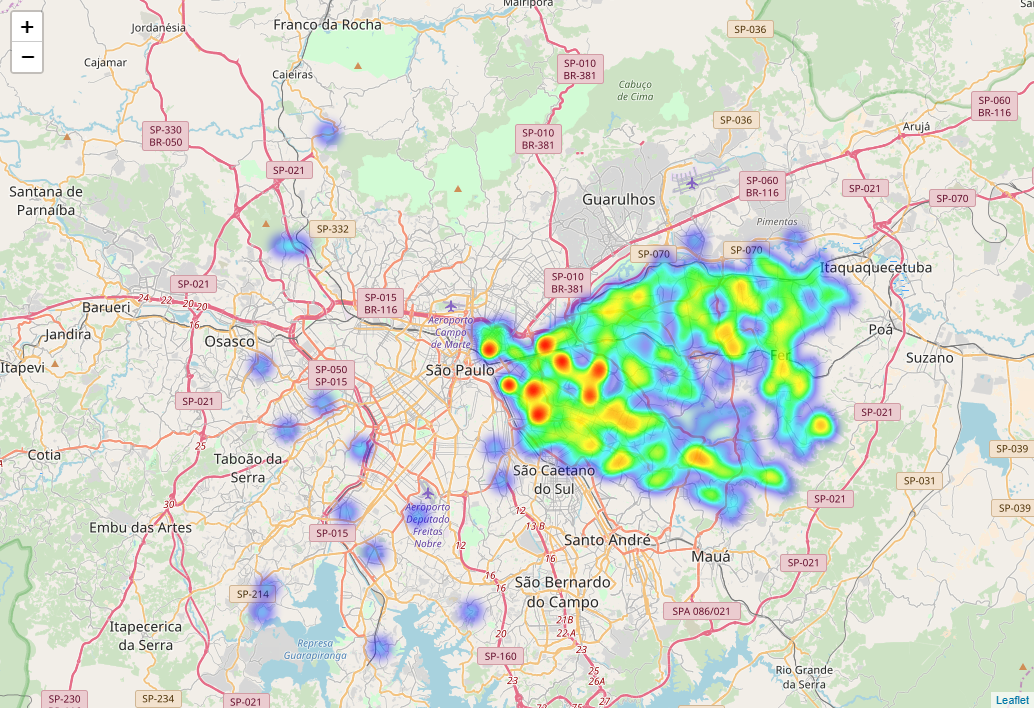 +
−
Mairiporã
Jordanésia
Franco da Rocha
SP-036
Cajamar
Caieiras
SP-010
BR-381
Cabuçu
de Cima
SP-060
BR-116
SP-330
BR-050
SP-010
BR-381
SP-036
Arujá
SP-021
Santana de
Parnaíba
SP-060
BR-116
SP-021
SP-070
Guarulhos
Pimentas
SP-332
SP-070
SP-070
Itaquaquecetuba
SP-021
SP-010
BR-381
24
22
20
20
16
Barueri
SP-015
BR-116
Aeroporto
Campo
de Marte
Jandira
Osasco
Poá
Suzano
Fer
Itapevi
São Paulo
SP-050
SP-015
SP-021
SP-021
25
Cotia
Taboão da
Serra
São Caetano
do Sul
SP-039
SP-031
SP-021
30
Embu das Artes
Aeroporto
Deputado
Freitas
Nobre
12
13 B
SP-039
SP-015
12
Santo André
Mauá
16
SP-021
16
16
São Bernardo
do Campo
SP-214
SPA 086/021
21B
22 A
Itapecerica
da Serra
20
Represa
Guarapiranga
23
SP-160
25
26A
Rio Grande
da Serra
SP-230
SP-234
SP-021
23
27
Leaflet